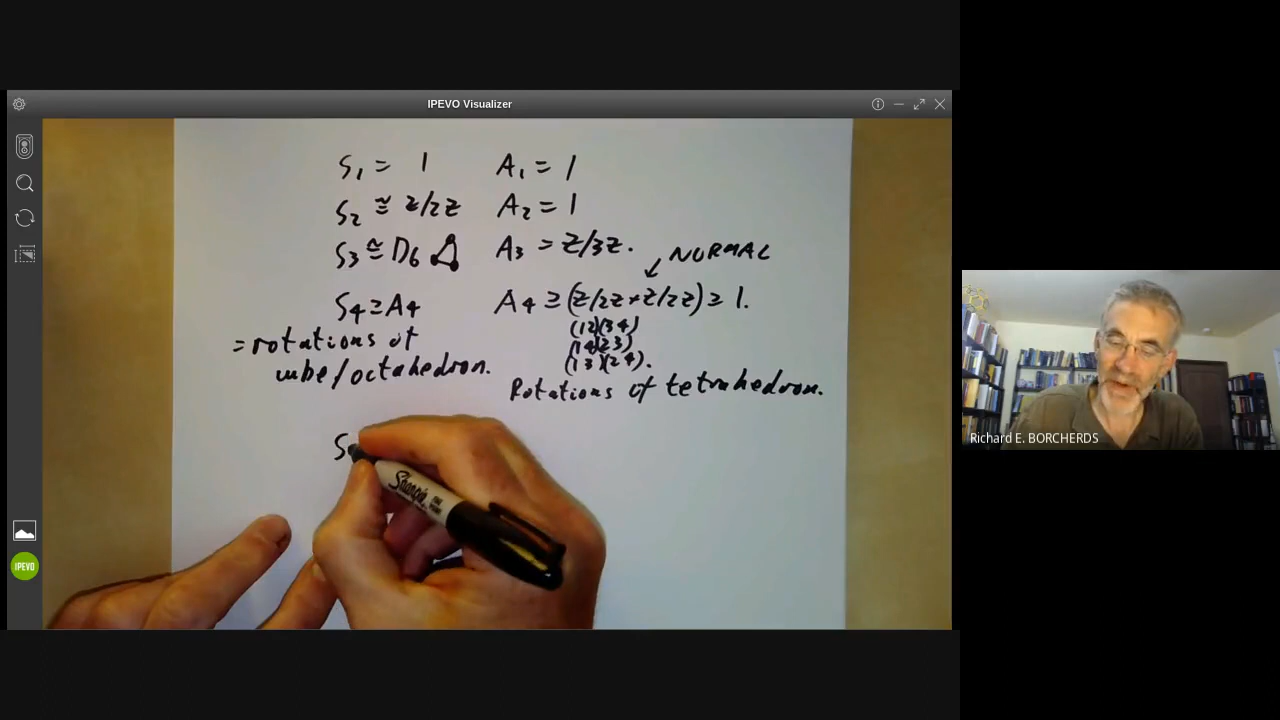 IPEVO Visualizer
S₁ = 1 A₁ = 1
S₂ ≅ Z/2Z A₂ = 1
S₃ ≅ D₆ A₃ = Z/3Z.
NORMAL
S₄ ≥ A₄ A₄ ≥ (Z/2Z × Z/2Z) ≥ 1.
(12)(34)
(14)(23)
(13)(24).
= rotations of
cube/octahedron.
Rotations of tetrahedron.
S
Sharpie
IPEVO
Richard E. BORCHERDS